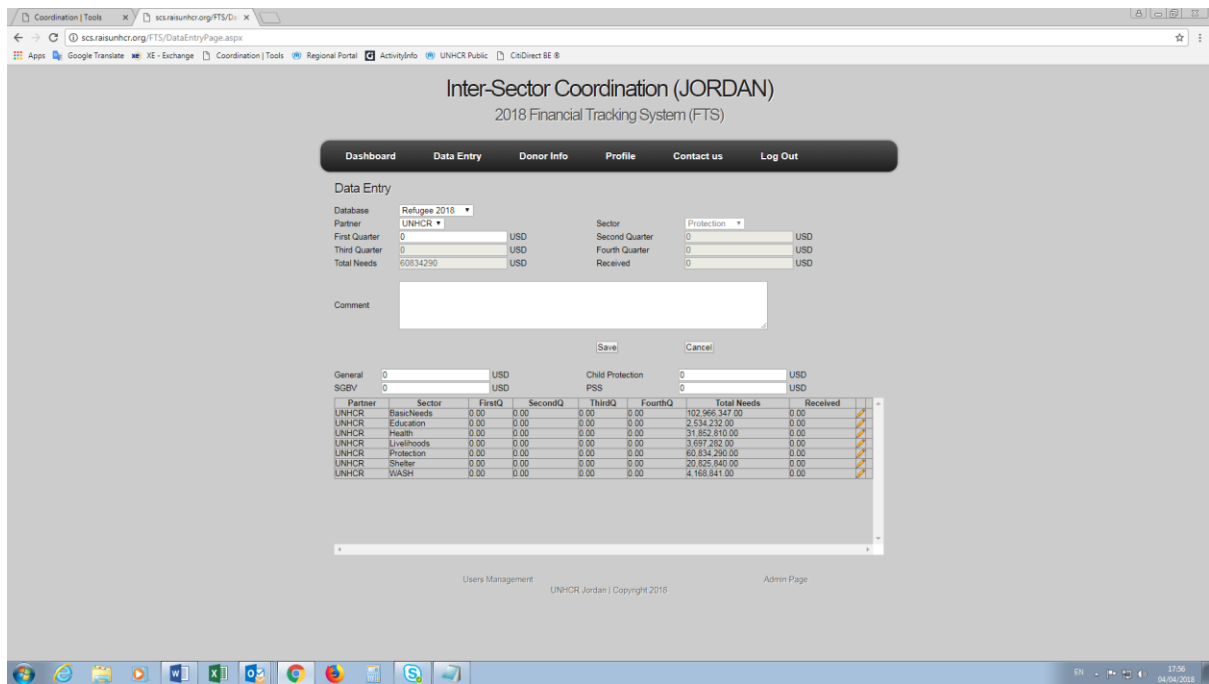 Coordination | Tools x scs.raisunhcr.org/FTS/Da x
scs.raisunhcr.org/FTS/DataEntryPage.aspx
Apps Google Translate XE - Exchange Coordination | Tools Regional Portal ActivityInfo UNHCR Public CitiDirect BE ®
Inter-Sector Coordination (JORDAN)
2018 Financial Tracking System (FTS)
Dashboard Data Entry Donor Info Profile Contact us Log Out
Data Entry
Database Refugee 2018
Partner UNHCR Sector Protection
First Quarter 0 USD Second Quarter 0 USD
Third Quarter 0 USD Fourth Quarter 0 USD
Total Needs 60834290 USD Received 0 USD
Comment
Save Cancel
General 0 USD Child Protection 0 USD
SGBV 0 USD PSS 0 USD
Partner Sector FirstQ SecondQ ThirdQ FourthQ Total Needs Received
UNHCR BasicNeeds 0.00 0.00 0.00 0.00 102,966,347.00 0.00
UNHCR Education 0.00 0.00 0.00 0.00 2,534,232.00 0.00
UNHCR Health 0.00 0.00 0.00 0.00 31,852,810.00 0.00
UNHCR Livelihoods 0.00 0.00 0.00 0.00 3,697,282.00 0.00
UNHCR Protection 0.00 0.00 0.00 0.00 60,834,290.00 0.00
UNHCR Shelter 0.00 0.00 0.00 0.00 20,825,840.00 0.00
UNHCR WASH 0.00 0.00 0.00 0.00 4,168,841.00 0.00
Users Management Admin Page
UNHCR Jordan | Copyright 2018
EN 17:56
04/04/2018